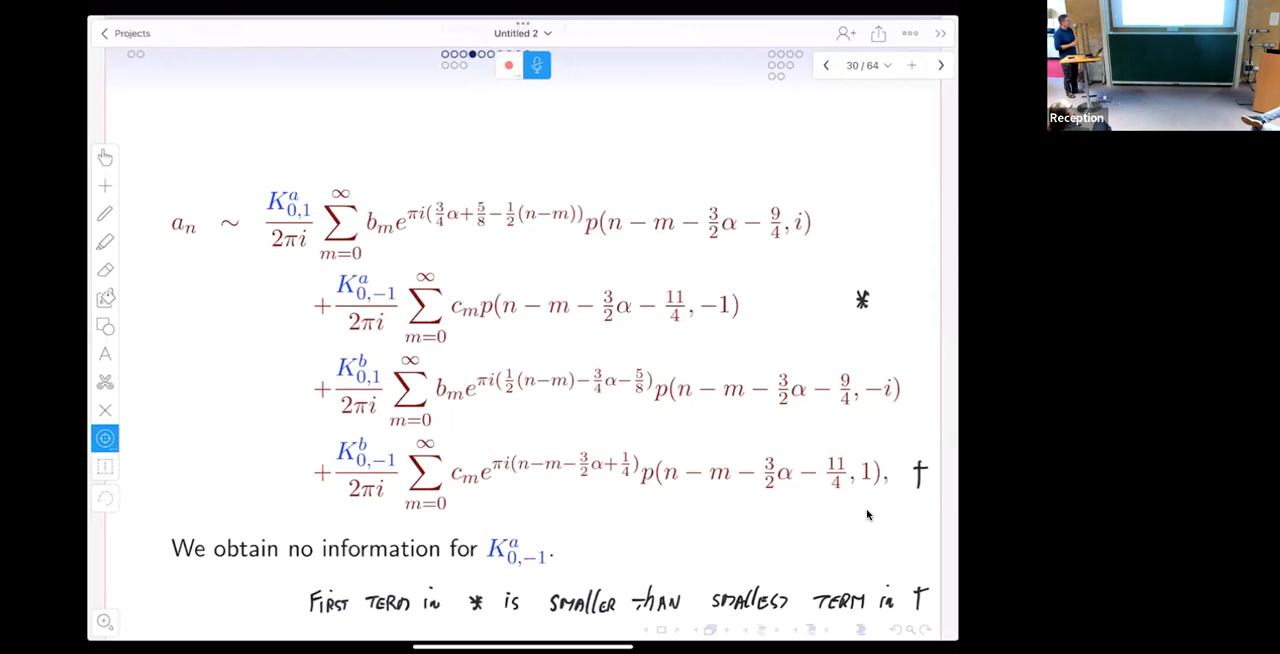 Projects
Untitled 2
30 / 64
Reception
a_n ∼ K^a_{0,1}/2πi ∑_{m=0}^{∞} b_m e^{πi(3/4 α + 5/8 − 1/2 (n−m))} p(n − m − 3/2 α − 9/4, i)
+ K^a_{0,−1}/2πi ∑_{m=0}^{∞} c_m p(n − m − 3/2 α − 11/4, −1) *
+ K^b_{0,1}/2πi ∑_{m=0}^{∞} b_m e^{πi(1/2 (n−m) − 3/4 α − 5/8)} p(n − m − 3/2 α − 9/4, −i)
+ K^b_{0,−1}/2πi ∑_{m=0}^{∞} c_m e^{πi(n−m−3/2 α + 1/4)} p(n − m − 3/2 α − 11/4, 1), †
We obtain no information for K^a_{0,−1}.
FIRST TERM in * is SMALLER THAN SMALLEST TERM in †